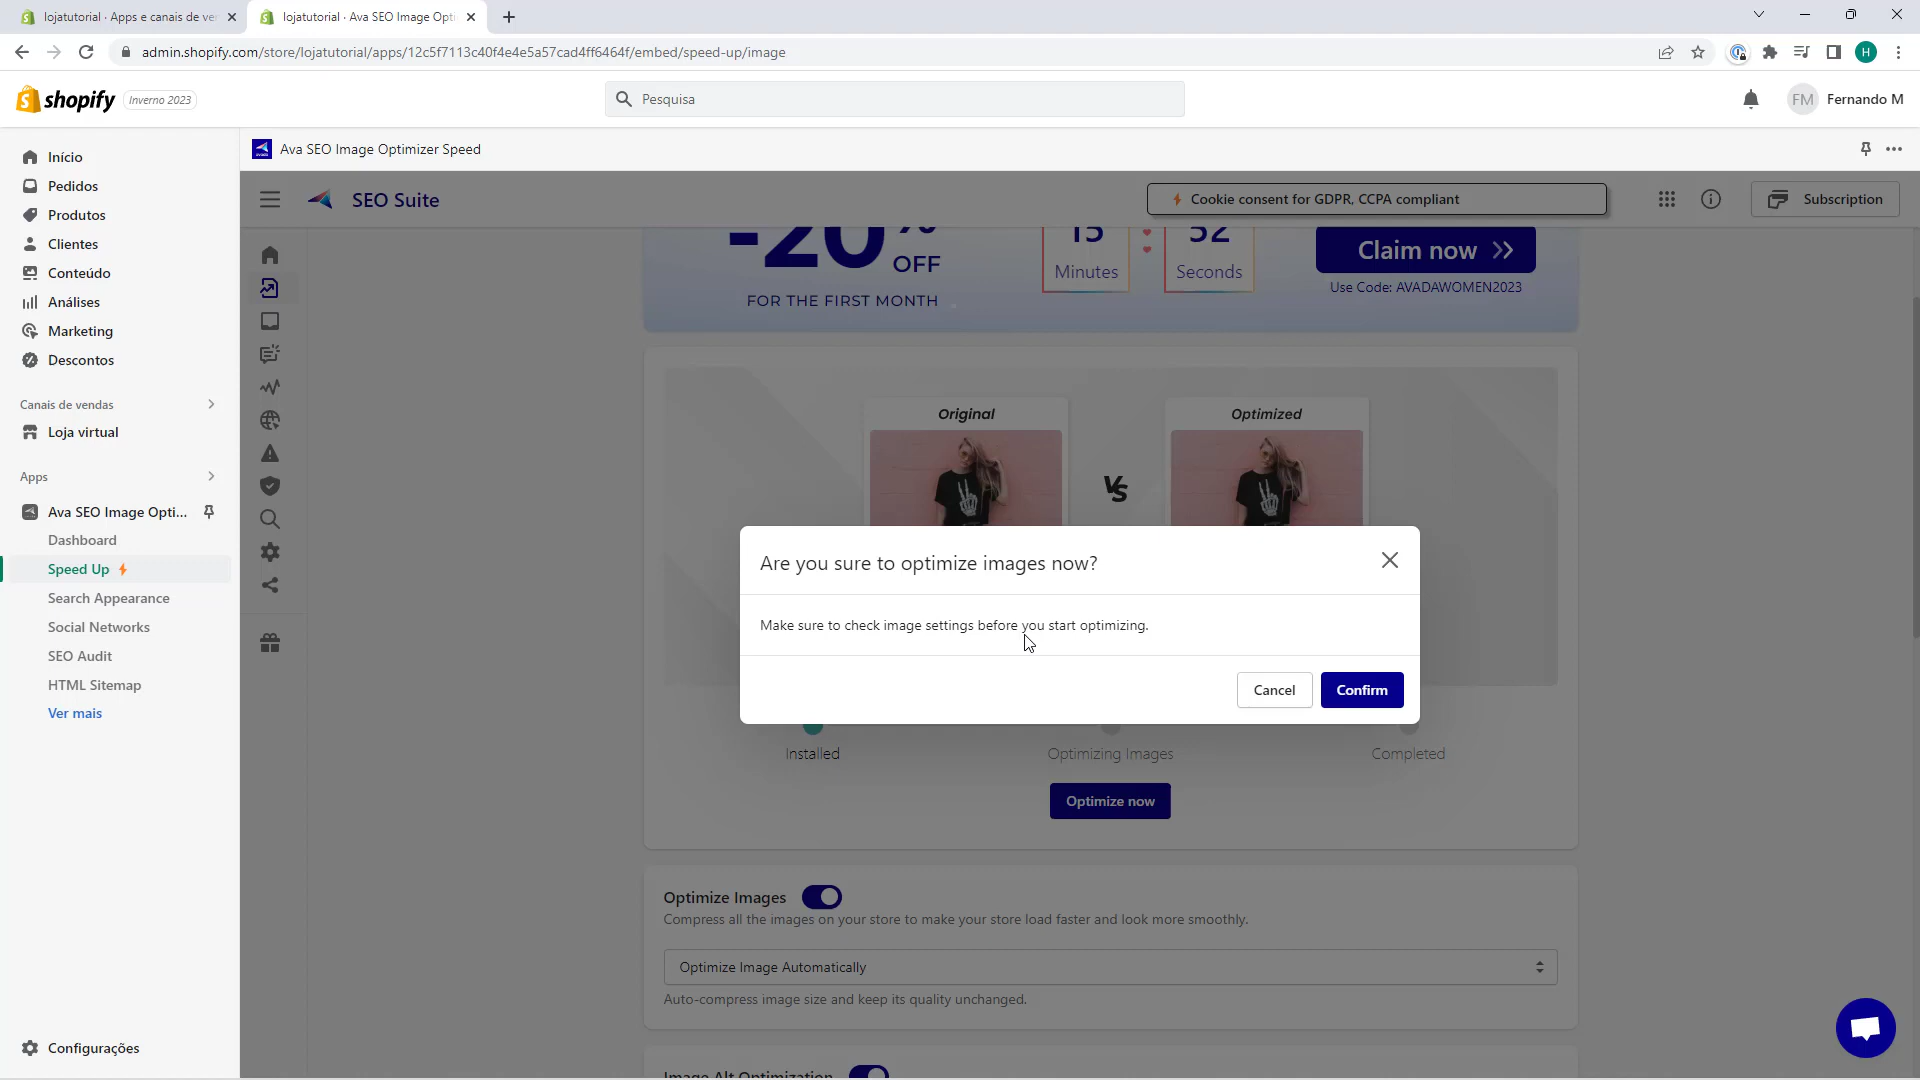 lojatutorial · Apps e canais de ve
lojatutorial · Ava SEO Image Opti
admin.shopify.com/store/lojatutorial/apps/12c5f7113c40f4e4e5a57cad4ff6464f/embed/speed-up/image
H
shopify
Inverno 2023
Pesquisa
FM
Fernando M
Início
Pedidos
Produtos
Clientes
Conteúdo
Análises
Marketing
Descontos
Canais de vendas
Loja virtual
Apps
Ava SEO Image Opti...
Dashboard
Speed Up
Search Appearance
Social Networks
SEO Audit
HTML Sitemap
Ver mais
Configurações
Ava SEO Image Optimizer Speed
SEO Suite
Cookie consent for GDPR, CCPA compliant
Subscription
-20%
OFF
FOR THE FIRST MONTH
15
Minutes
52
Seconds
Claim now
Use Code: AVADAWOMEN2023
Original
VS
Optimized
Are you sure to optimize images now?
Make sure to check image settings before you start optimizing.
Cancel
Confirm
Installed
Optimizing Images
Completed
Optimize now
Optimize Images
Compress all the images on your store to make your store load faster and look more smoothly.
Optimize Image Automatically
Auto-compress image size and keep its quality unchanged.
Image Alt Optimization